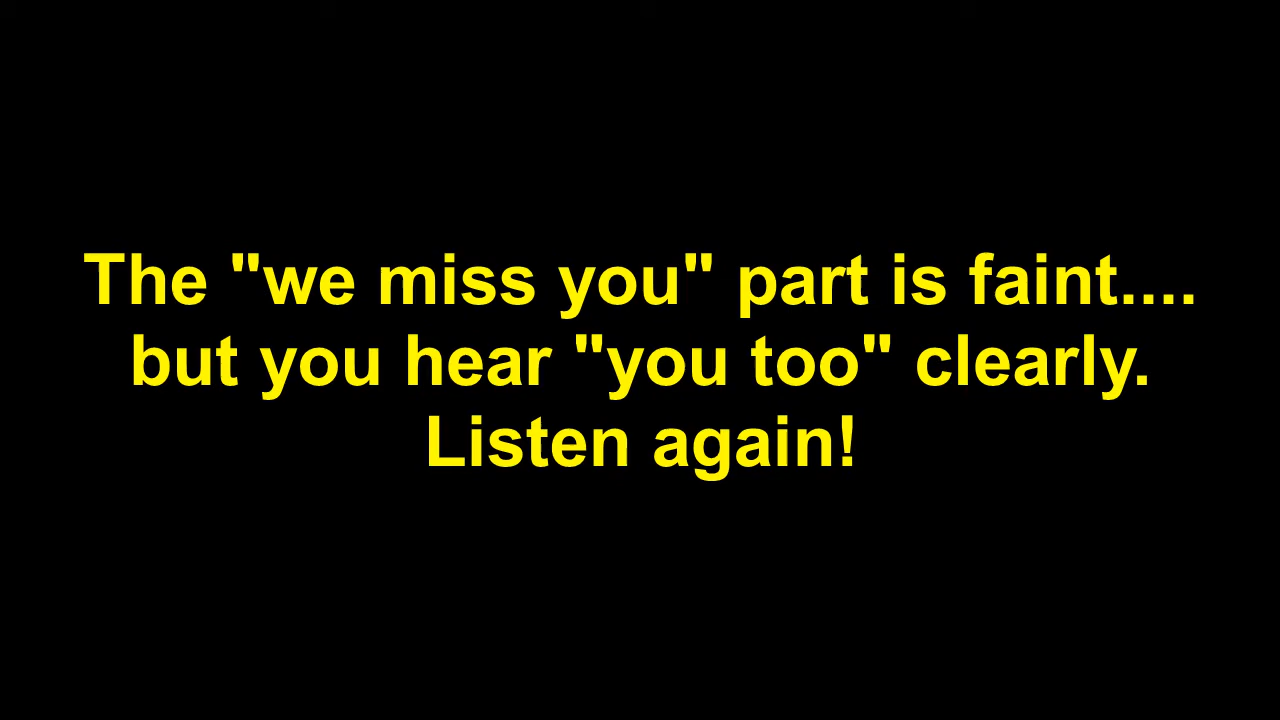 The "we miss you" part is faint....
but you hear "you too" clearly.
Listen again!